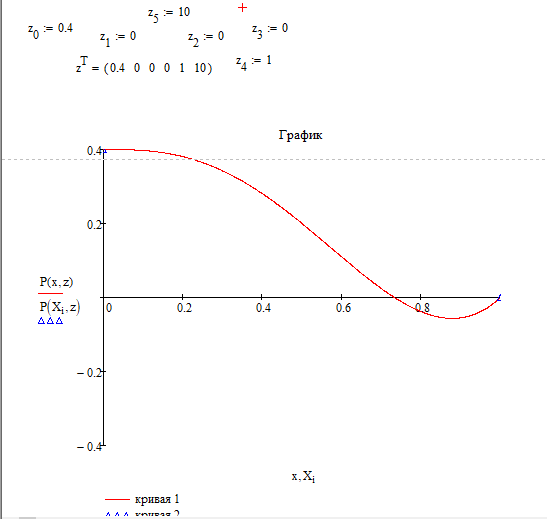 z5 := 10
z0 := 0.4
z1 := 0
z2 := 0
z3 := 0
zT = (0.4 0 0 0 1 10)
z4 := 1
График
0.4
0.2
P(x,z)
P(Xi,z)
0
0.2
0.4
0.6
0.8
−0.2
−0.4
x,Xi
кривая 1
кривая 2